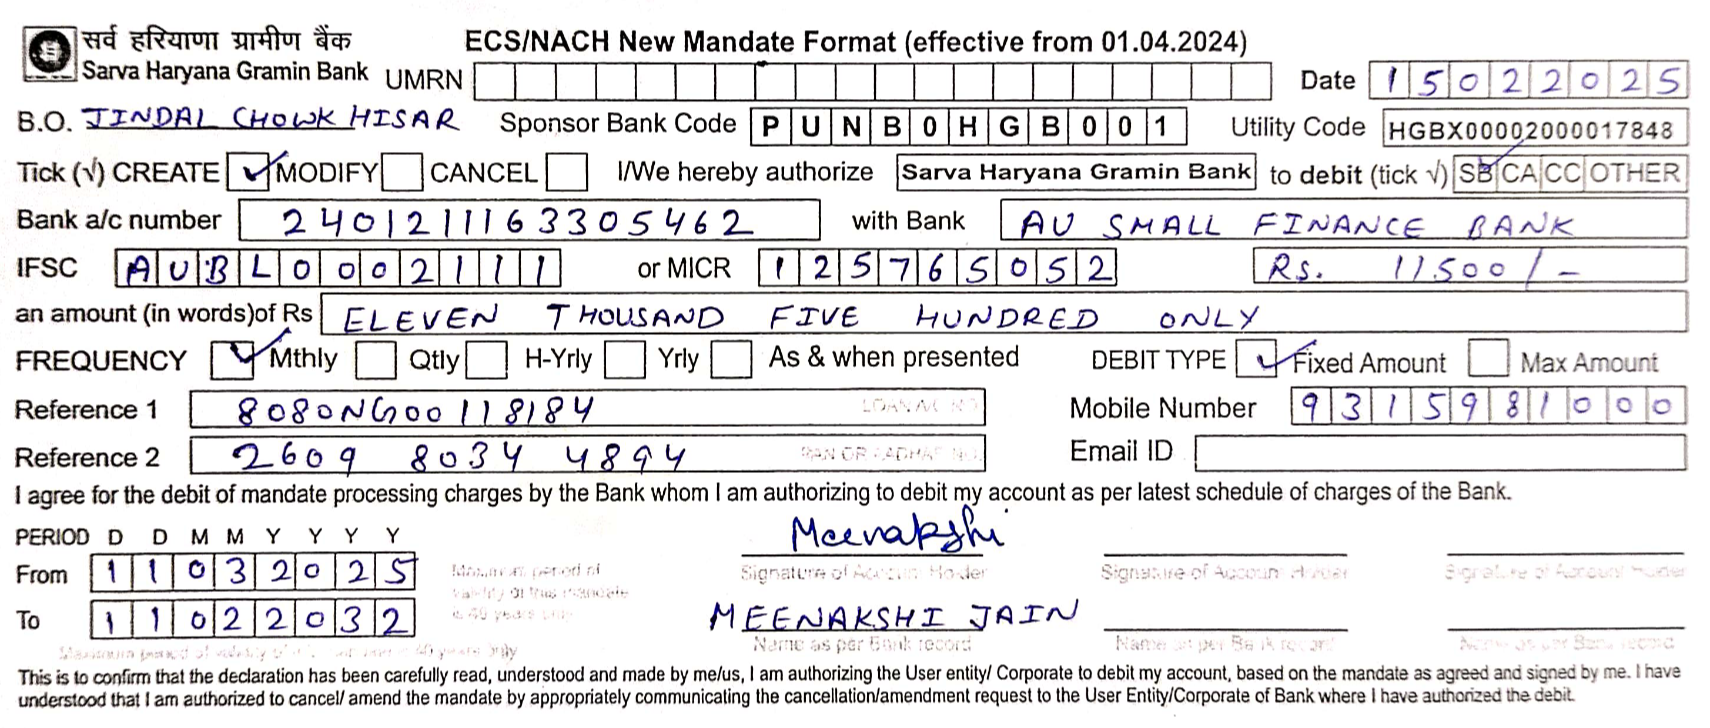 सर्व हरियाणा ग्रामीण बैंक
Sarva Haryana Gramin Bank
ECS/NACH New Mandate Format (effective from 01.04.2024)
UMRN Date 15022025
B.O. JINDAL CHOWK HISAR Sponsor Bank Code PUNB0HGB001 Utility Code HGBX00002000017848
Tick (√) CREATE ✓ MODIFY CANCEL I/We hereby authorize Sarva Haryana Gramin Bank to debit (tick √) SB ✓ CA CC OTHER
Bank a/c number 2401211163305462 with Bank AU SMALL FINANCE BANK
IFSC AUBL0002111 or MICR 125765052 Rs. 11500/-
an amount (in words)of Rs ELEVEN THOUSAND FIVE HUNDRED ONLY
FREQUENCY ✓ Mthly Qtly H-Yrly Yrly As & when presented DEBIT TYPE ✓ Fixed Amount Max Amount
Reference 1 8080NG00118184 LOAN A/C NO Mobile Number 9315981000
Reference 2 2609 8034 4894 PAN OR AADHAR NO. Email ID
I agree for the debit of mandate processing charges by the Bank whom I am authorizing to debit my account as per latest schedule of charges of the Bank.
PERIOD D D M M Y Y Y Y Meenakshi
From 11032025 Maximum period of validity of this mandate is 40 years only Signature of Account Holder Signature of Account Holder Signature of Account Holder
To 11022032 MEENAKSHI JAIN
Maximum period of validity of 40 years only Name as per Bank record Name as per Bank record Name as per Bank record
This is to confirm that the declaration has been carefully read, understood and made by me/us, I am authorizing the User entity/ Corporate to debit my account, based on the mandate as agreed and signed by me. I have
understood that I am authorized to cancel/ amend the mandate by appropriately communicating the cancellation/amendment request to the User Entity/Corporate of Bank where I have authorized the debit.